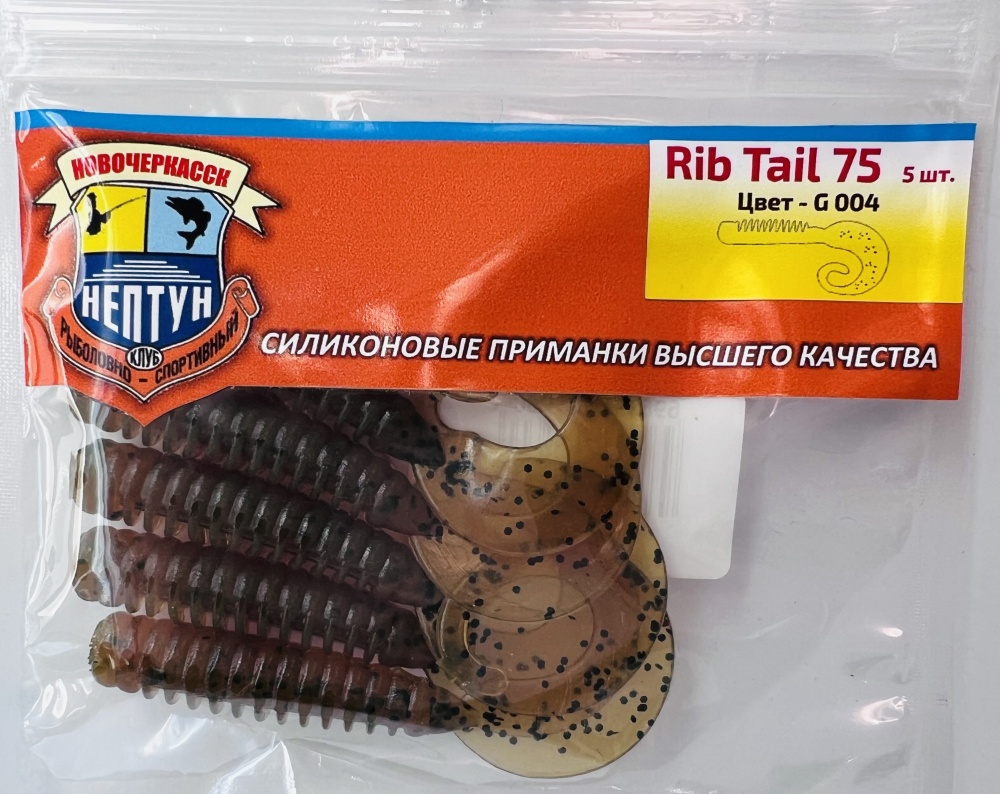 НОВОЧЕРКАССК
НЕПТУН
КЛУБ
РЫБОЛОВНО - СПОРТИВНЫЙ
Rib Tail 75 5 шт.
Цвет - G 004
СИЛИКОНОВЫЕ ПРИМАНКИ ВЫСШЕГО КАЧЕСТВА